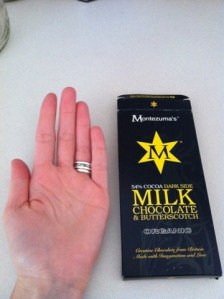 Montezuma's
M
54% COCOA DARK SIDE
MILK
CHOCOLATE
& BUTTERSCOTCH
ORGANIC
Creative Chocolate from Britain
Made with Imagination and Love